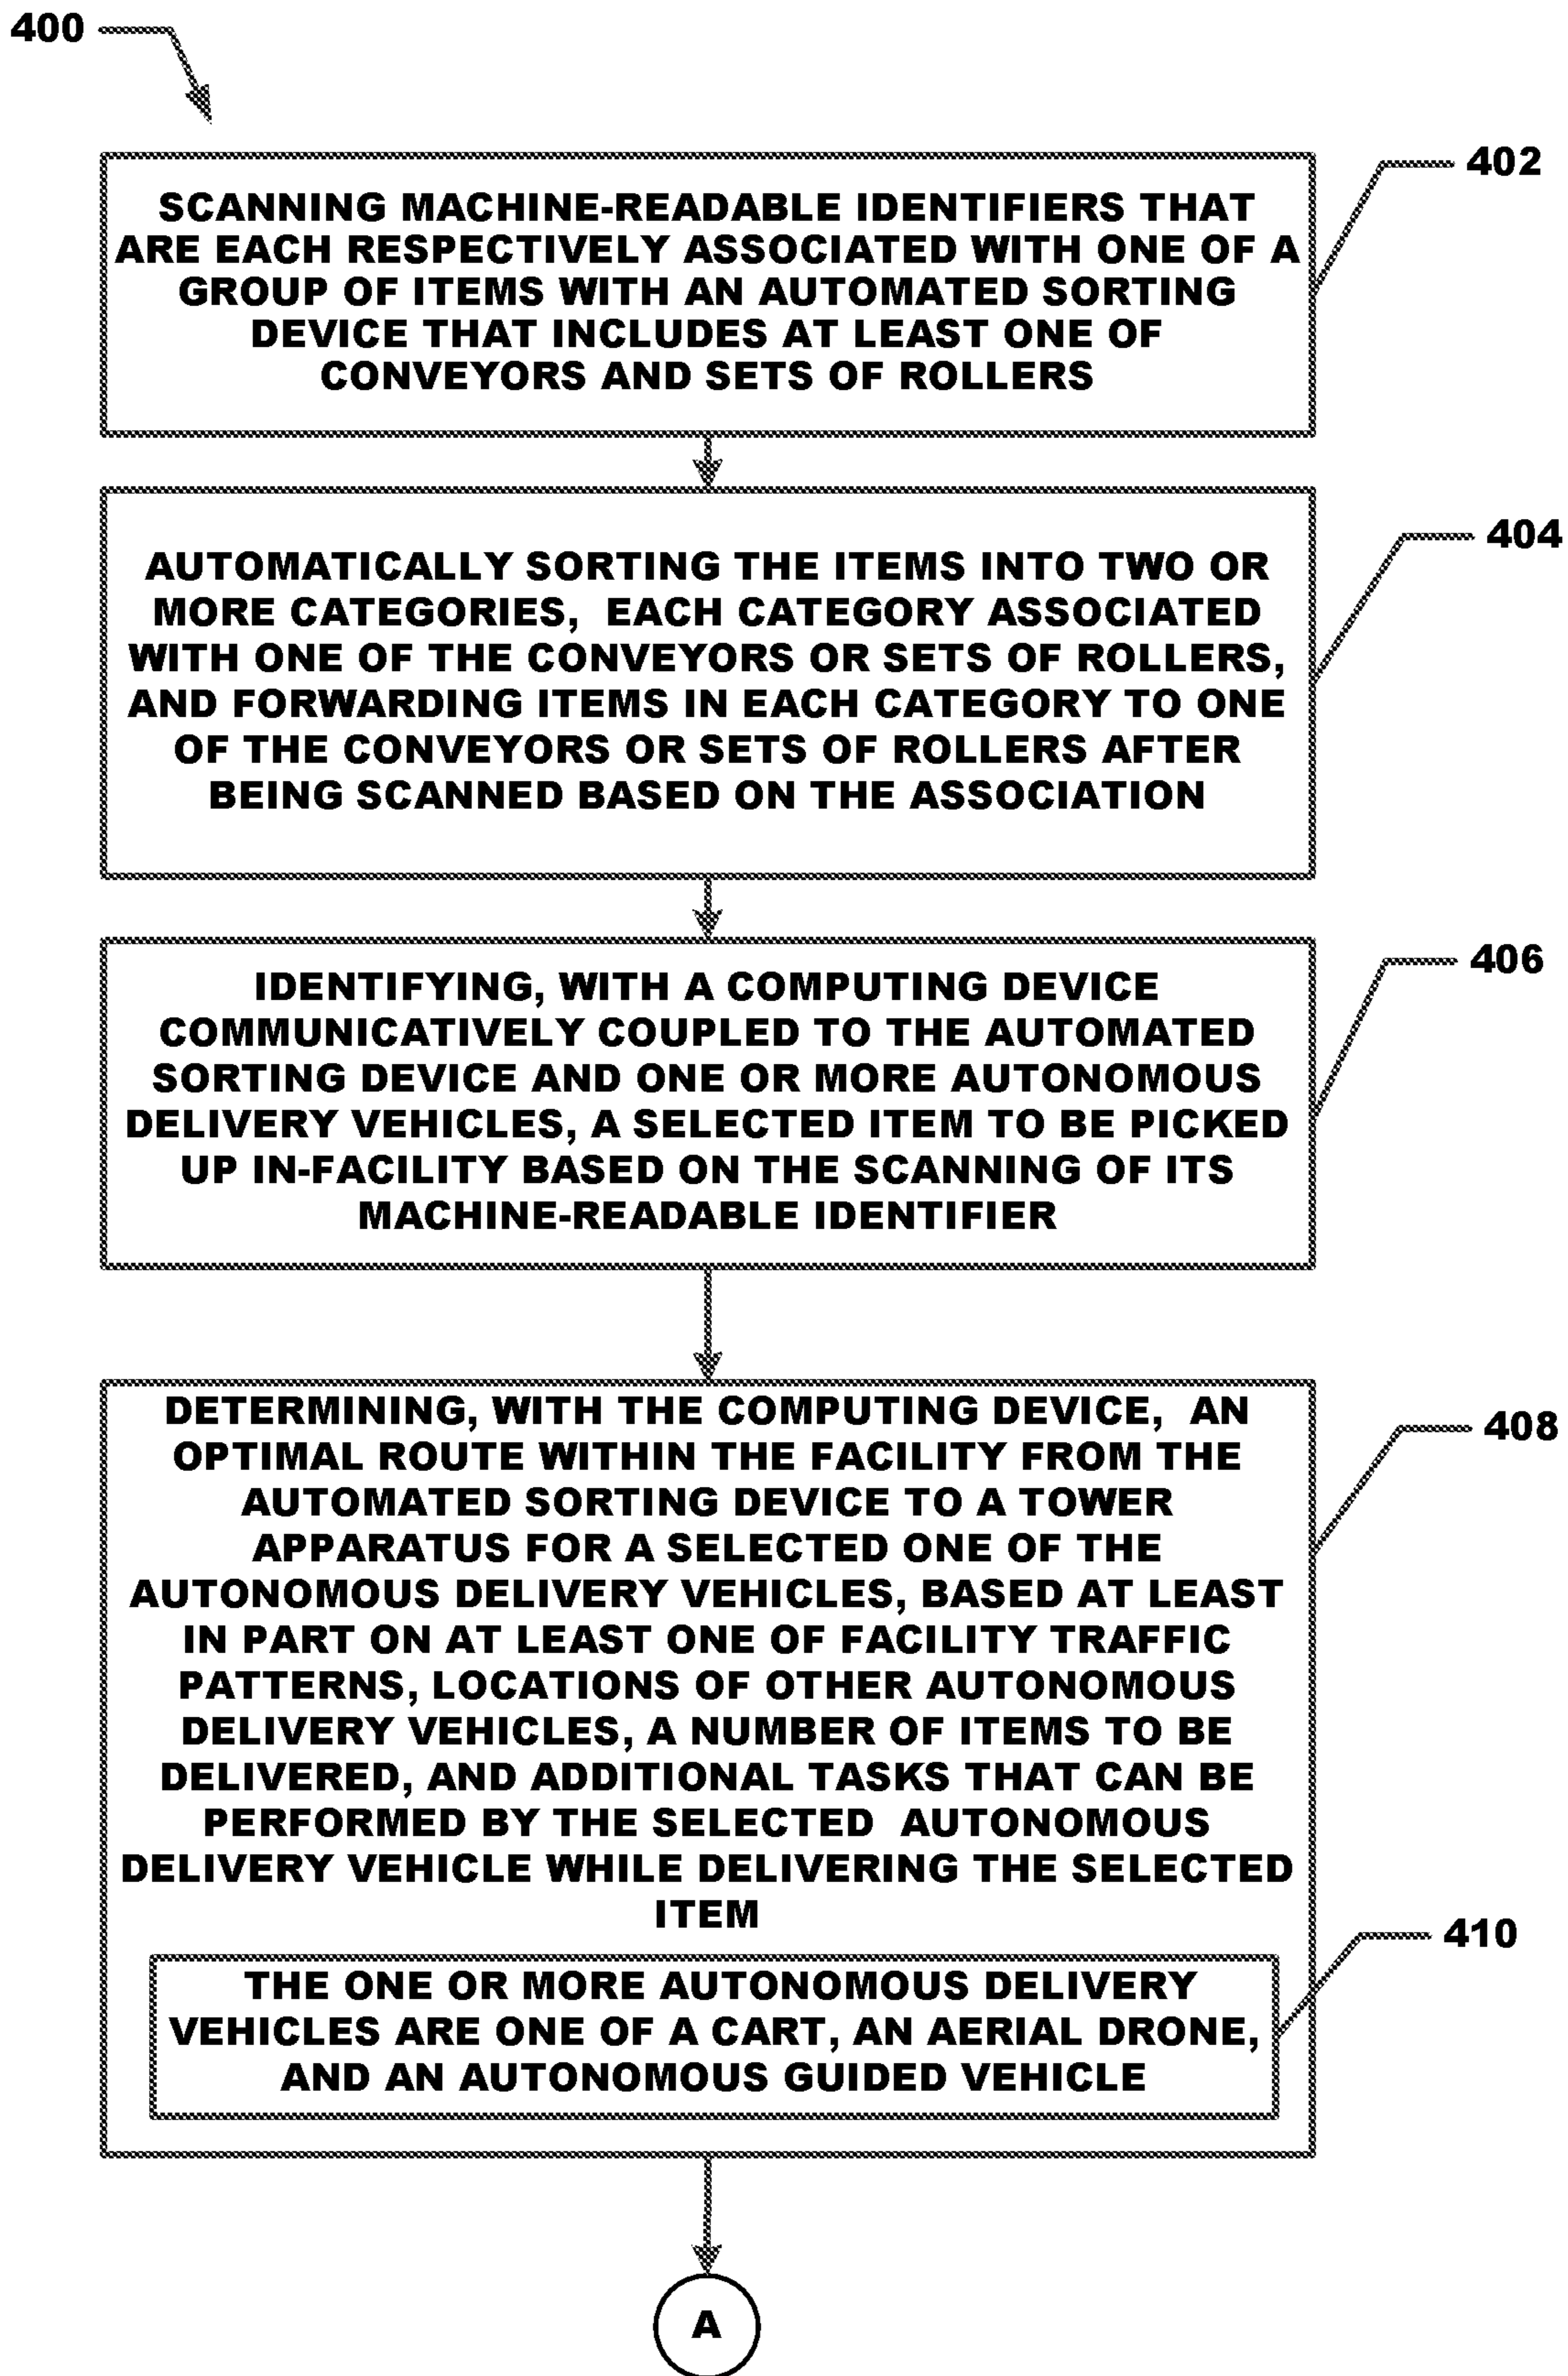 400
402
SCANNING MACHINE-READABLE IDENTIFIERS THAT
ARE EACH RESPECTIVELY ASSOCIATED WITH ONE OF A
GROUP OF ITEMS WITH AN AUTOMATED SORTING
DEVICE THAT INCLUDES AT LEAST ONE OF
CONVEYORS AND SETS OF ROLLERS
404
AUTOMATICALLY SORTING THE ITEMS INTO TWO OR
MORE CATEGORIES, EACH CATEGORY ASSOCIATED
WITH ONE OF THE CONVEYORS OR SETS OF ROLLERS,
AND FORWARDING ITEMS IN EACH CATEGORY TO ONE
OF THE CONVEYORS OR SETS OF ROLLERS AFTER
BEING SCANNED BASED ON THE ASSOCIATION
406
IDENTIFYING, WITH A COMPUTING DEVICE
COMMUNICATIVELY COUPLED TO THE AUTOMATED
SORTING DEVICE AND ONE OR MORE AUTONOMOUS
DELIVERY VEHICLES, A SELECTED ITEM TO BE PICKED
UP IN-FACILITY BASED ON THE SCANNING OF ITS
MACHINE-READABLE IDENTIFIER
408
DETERMINING, WITH THE COMPUTING DEVICE, AN
OPTIMAL ROUTE WITHIN THE FACILITY FROM THE
AUTOMATED SORTING DEVICE TO A TOWER
APPARATUS FOR A SELECTED ONE OF THE
AUTONOMOUS DELIVERY VEHICLES, BASED AT LEAST
IN PART ON AT LEAST ONE OF FACILITY TRAFFIC
PATTERNS, LOCATIONS OF OTHER AUTONOMOUS
DELIVERY VEHICLES, A NUMBER OF ITEMS TO BE
DELIVERED, AND ADDITIONAL TASKS THAT CAN BE
PERFORMED BY THE SELECTED AUTONOMOUS
DELIVERY VEHICLE WHILE DELIVERING THE SELECTED
ITEM
410
THE ONE OR MORE AUTONOMOUS DELIVERY
VEHICLES ARE ONE OF A CART, AN AERIAL DRONE,
AND AN AUTONOMOUS GUIDED VEHICLE
A